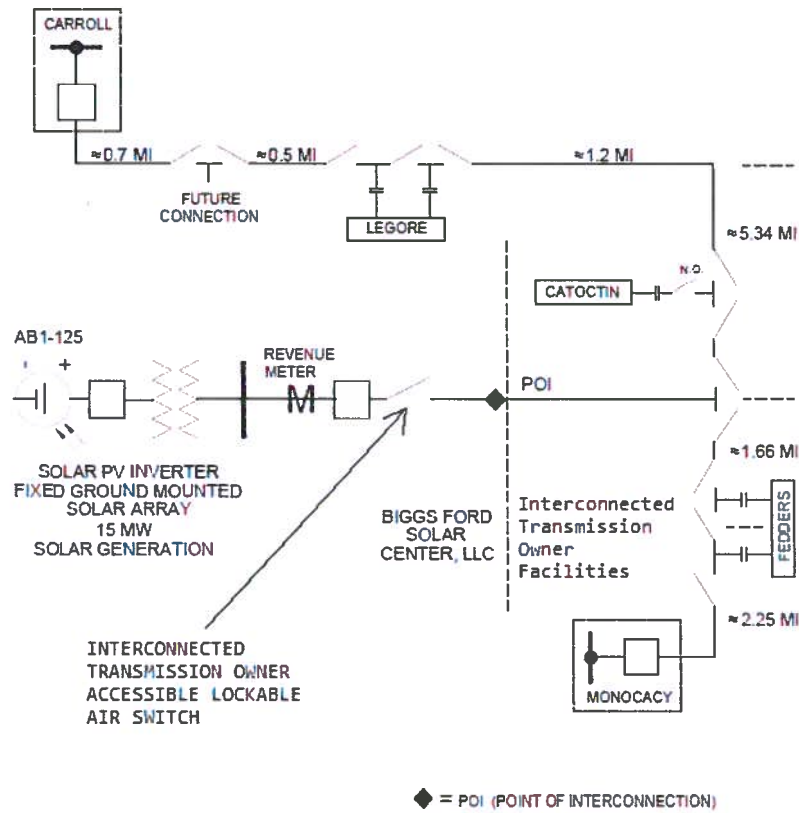 CARROLL
≈0.7 MI
≈0.5 MI
≈1.2 MI
FUTURE
CONNECTION
LEGORE
≈5.34 MI
N.O.
CATOCTIN
AB1-125
- +
REVENUE
METER
M
POI
SOLAR PV INVERTER
FIXED GROUND MOUNTED
SOLAR ARRAY
15 MW
SOLAR GENERATION
BIGGS FORD
SOLAR
CENTER, LLC
Interconnected
Transmission
Owner
Facilities
≈1.66 MI
FEDDERS
≈2.25 MI
INTERCONNECTED
TRANSMISSION OWNER
ACCESSIBLE LOCKABLE
AIR SWITCH
MONOCACY
= POI (POINT OF INTERCONNECTION)